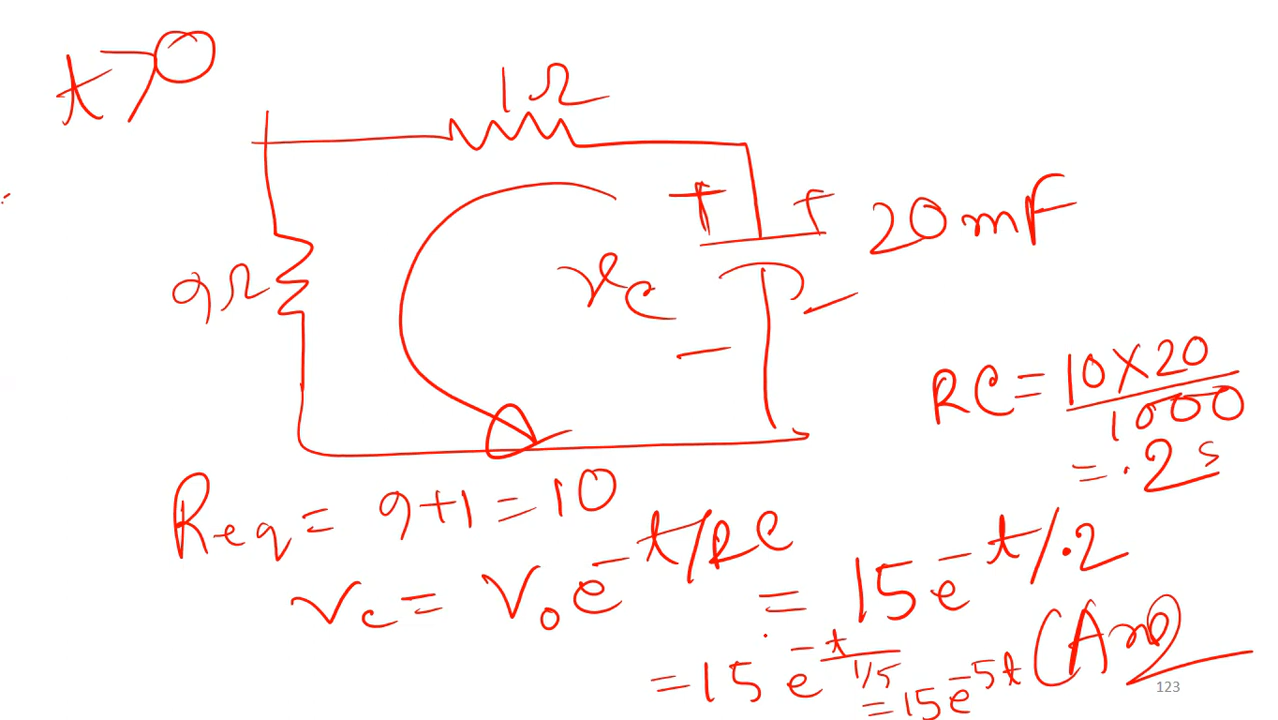 t>0
1Ω
+ + 20mF
9Ω
Vc
- -
RC = 10×20/1000
= .2 s
Req = 9+1 = 10
Vc = V₀e^-t/RC = 15e^-t/.2
= 15e^-t/1/5 = 15e^-5t (Ans)
123